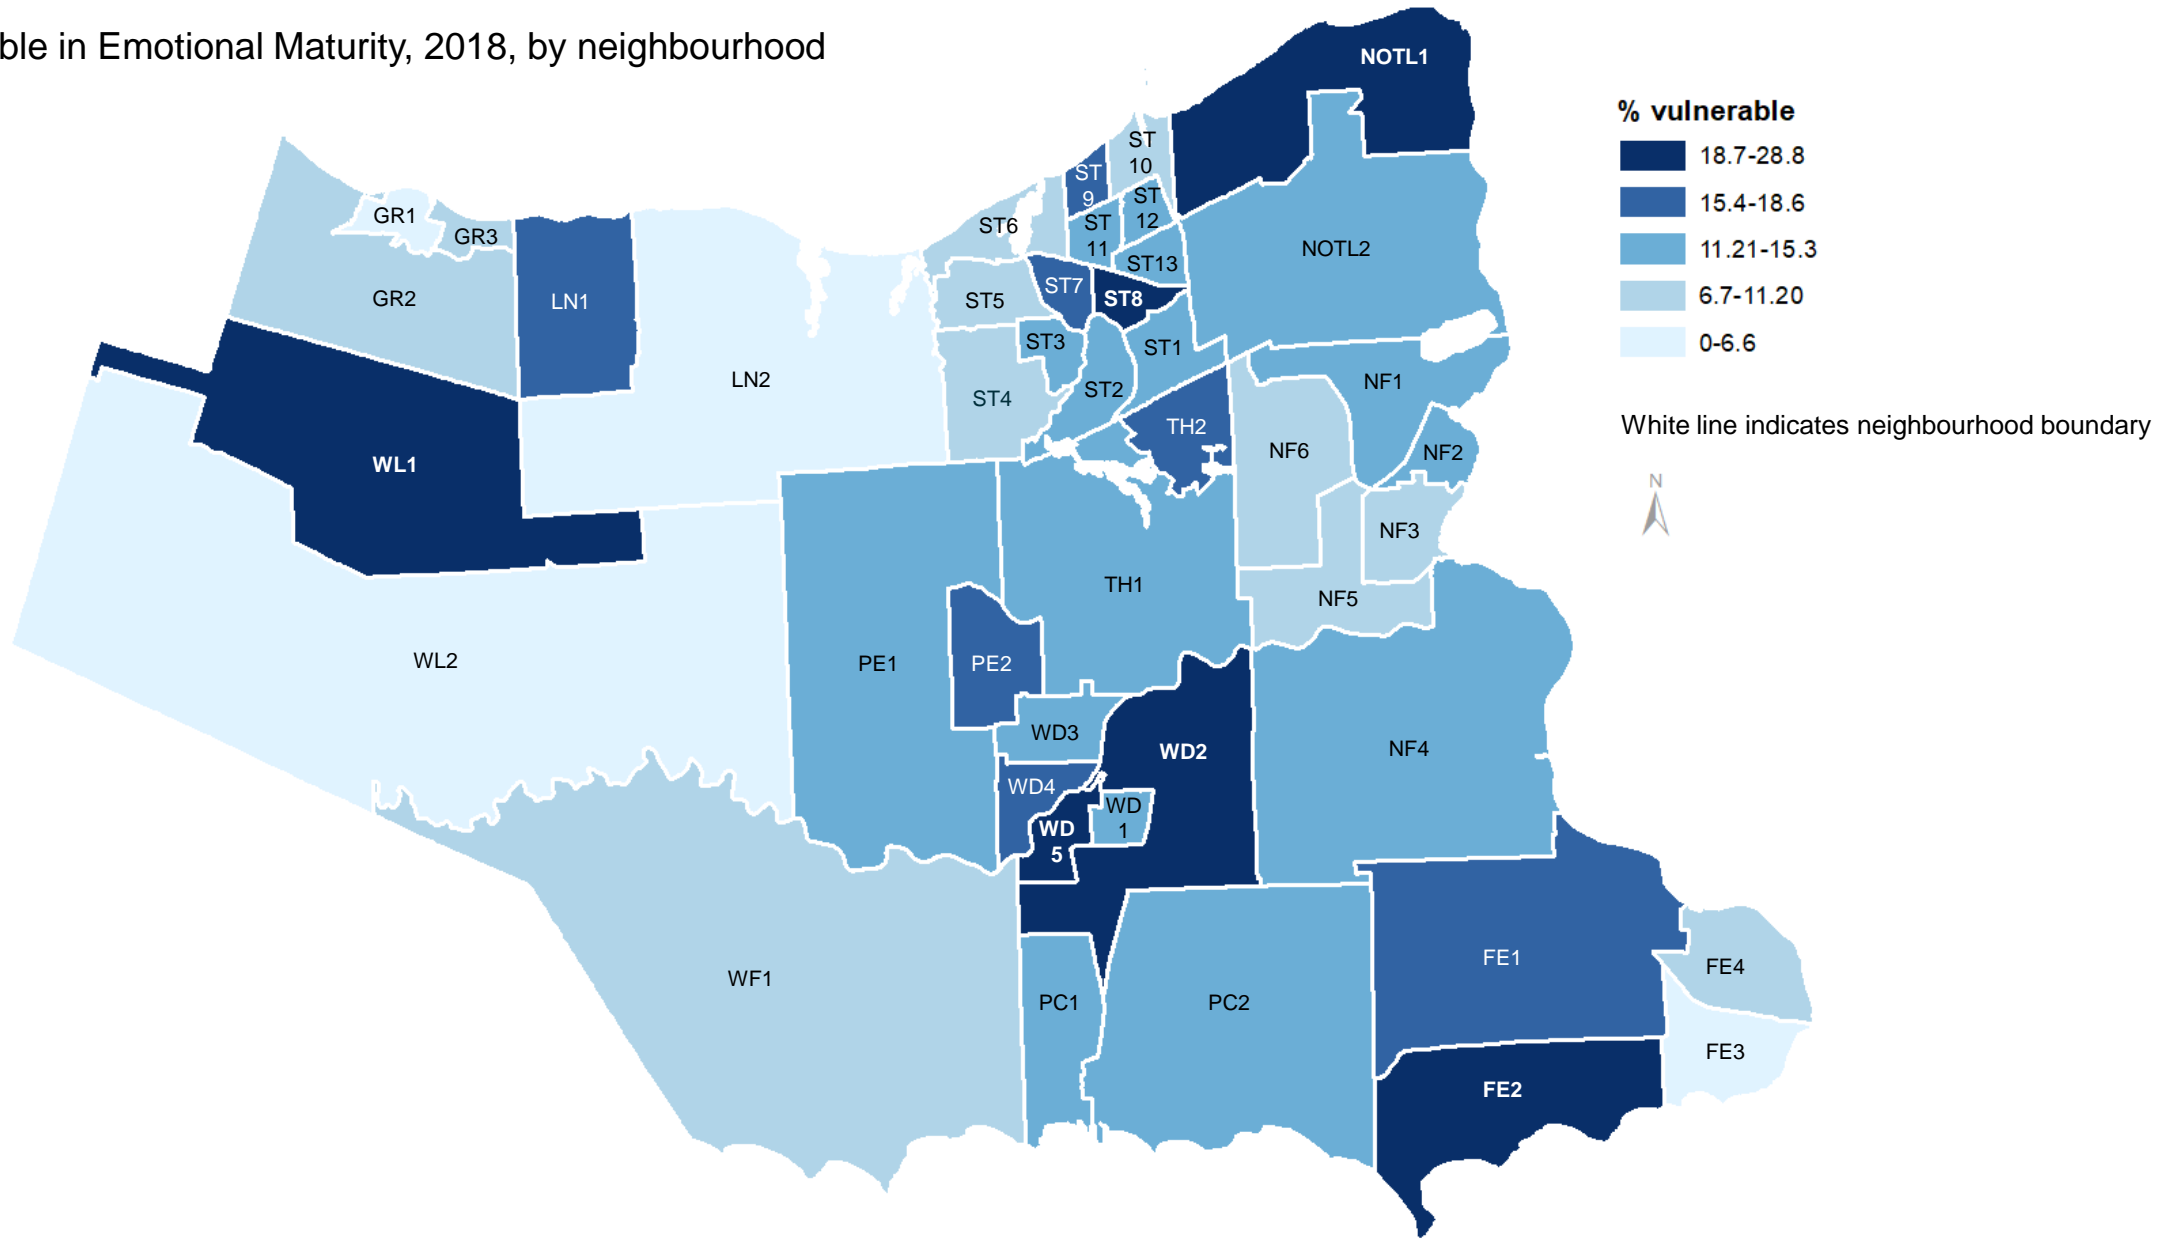 ble in Emotional Maturity, 2018, by neighbourhood
NOTL1
% vulnerable
18.7-28.8
15.4-18.6
11.21-15.3
6.7-11.20
0-6.6
White line indicates neighbourhood boundary
N
ST
10
ST
9
ST
12
ST
11
ST13
ST6
GR1
GR3
GR2
LN1
NOTL2
ST7
ST8
ST5
ST3
ST1
ST2
ST4
LN2
NF1
TH2
NF6
NF2
WL1
NF3
TH1
NF5
WL2
PE1
PE2
WD3
WD2
NF4
WD4
WD
1
WD
5
WF1
PC1
PC2
FE1
FE4
FE3
FE2